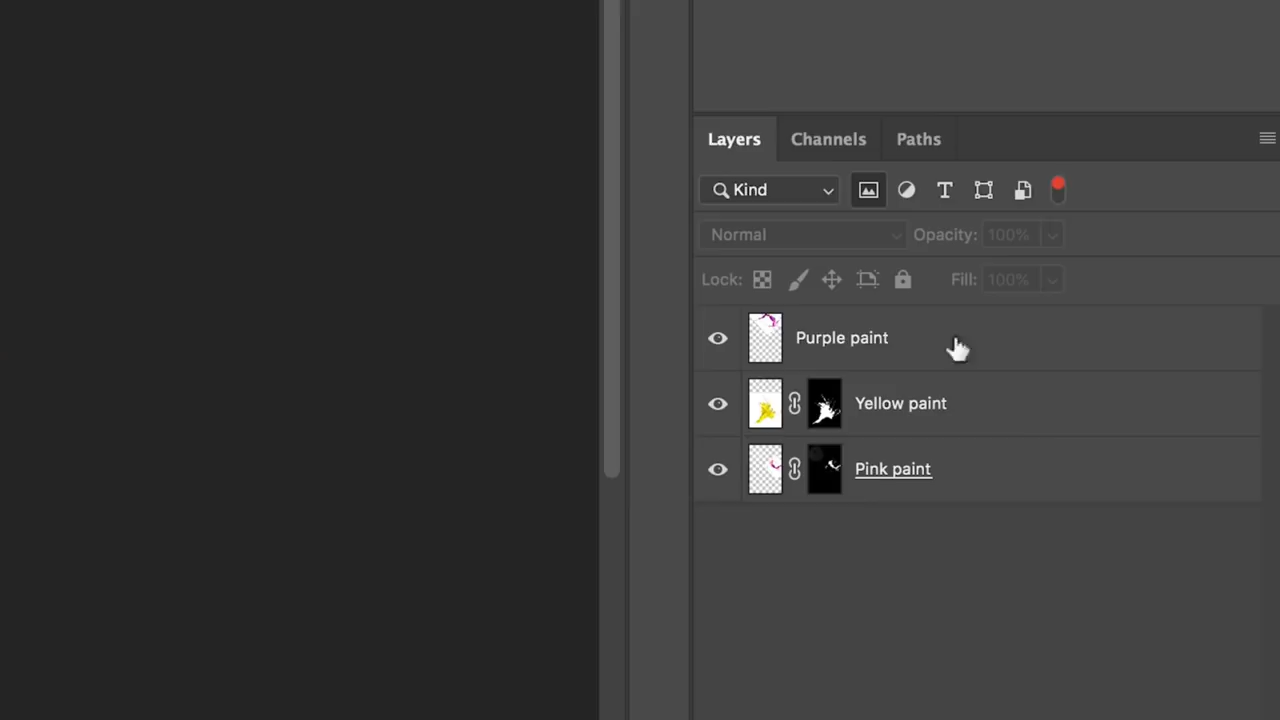 Layers Channels Paths
Kind
Normal Opacity: 100%
Lock: Fill: 100%
Purple paint
Yellow paint
Pink paint